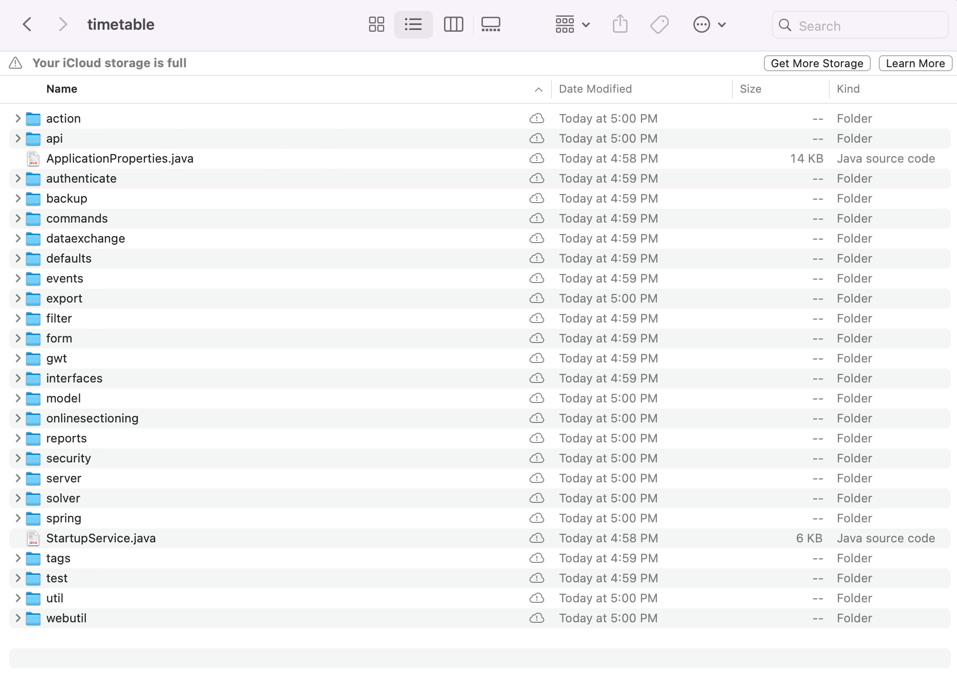 timetable
Search
Your iCloud storage is full Get More Storage Learn More
Name Date Modified Size Kind
action Today at 5:00 PM -- Folder
api Today at 5:00 PM -- Folder
ApplicationProperties.java Today at 4:58 PM 14 KB Java source code
authenticate Today at 4:59 PM -- Folder
backup Today at 4:59 PM -- Folder
commands Today at 4:59 PM -- Folder
dataexchange Today at 4:59 PM -- Folder
defaults Today at 4:59 PM -- Folder
events Today at 4:59 PM -- Folder
export Today at 5:00 PM -- Folder
filter Today at 4:59 PM -- Folder
form Today at 4:59 PM -- Folder
gwt Today at 4:59 PM -- Folder
interfaces Today at 4:59 PM -- Folder
model Today at 5:00 PM -- Folder
onlinesectioning Today at 5:00 PM -- Folder
reports Today at 5:00 PM -- Folder
security Today at 5:00 PM -- Folder
server Today at 5:00 PM -- Folder
solver Today at 5:00 PM -- Folder
spring Today at 5:00 PM -- Folder
StartupService.java Today at 4:58 PM 6 KB Java source code
tags Today at 4:59 PM -- Folder
test Today at 4:59 PM -- Folder
util Today at 5:00 PM -- Folder
webutil Today at 5:00 PM -- Folder